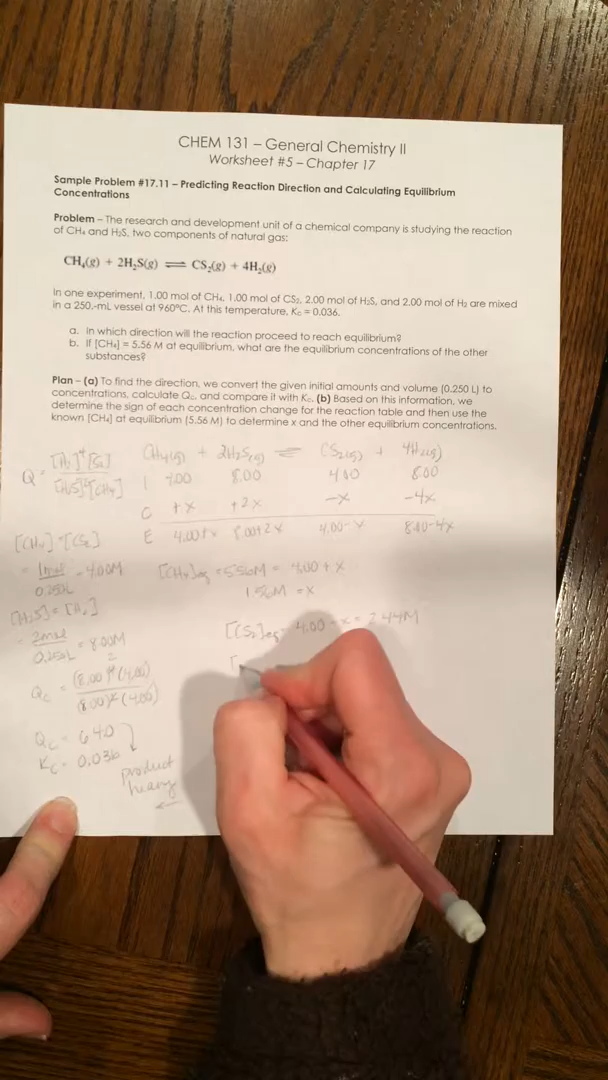 CHEM 131 – General Chemistry II
Worksheet #5 – Chapter 17
Sample Problem #17.11 – Predicting Reaction Direction and Calculating Equilibrium
Concentrations
Problem – The research and development unit of a chemical company is studying the reaction
of CH₄ and H₂S, two components of natural gas:
CH₄(g) + 2H₂S(g) ⇌ CS₂(g) + 4H₂(g)
In one experiment, 1.00 mol of CH₄, 1.00 mol of CS₂, 2.00 mol of H₂S, and 2.00 mol of H₂ are mixed
in a 250.-mL vessel at 960°C. At this temperature, Kc = 0.036.
a. In which direction will the reaction proceed to reach equilibrium?
b. If [CH₄] = 5.56 M at equilibrium, what are the equilibrium concentrations of the other
substances?
Plan – (a) To find the direction, we convert the given initial amounts and volume (0.250 L) to
concentrations, calculate Qc, and compare it with Kc. (b) Based on this information, we
determine the sign of each concentration change for the reaction table and then use the
known [CH₄] at equilibrium (5.56 M) to determine x and the other equilibrium concentrations.
CH₄(g) + 2H₂S(g) ⇌ CS₂(g) + 4H₂(g)
I 4.00 8.00 4.00 8.00
C +x +2x -x -4x
E 4.00+x 8.00+2x 4.00-x 8.00-4x
Q = [H₂]⁴[CS₂]
[H₂S]²[CH₄]
[CH₄] = [CS₂]
= 1mol = 4.00M
0.250L
[H₂S] = [H₂]
= 2mol = 8.00M
0.250L
Qc = (8.00)⁴(4.00)
(8.00)²(4.00)
Qc = 64.0
Kc = 0.036
product
heavy
←
[CH₄]eq = 5.56M = 4.00 + x
1.56M = x
[CS₂]eq = 4.00 - x = 2.44M
[